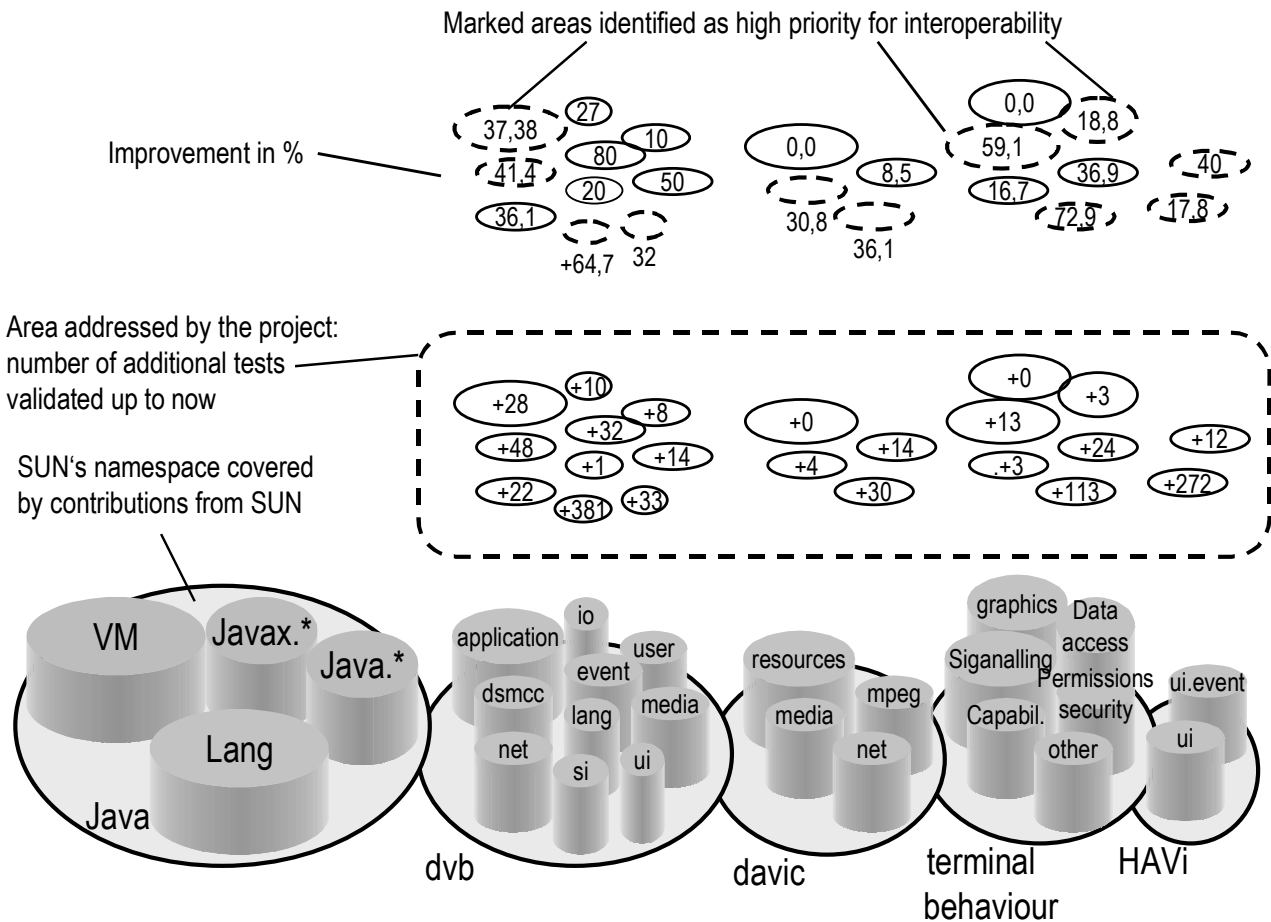 Marked areas identified as high priority for interoperability
Improvement in %
37,38
27
10
80
41,4
20
50
36,1
+64,7
32
0,0
8,5
30,8
36,1
0,0
18,8
59,1
16,7
36,9
40
72,9
17,8
Area addressed by the project:
number of additional tests
validated up to now
+28
+10
+8
+32
+48
+1
+14
+22
+381
+33
+0
+14
+4
+30
+0
+3
+13
+24
.+3
+12
+113
+272
SUN‘s namespace covered
by contributions from SUN
VM
Javax.*
Java.*
Lang
Java
application
io
user
event
dsmcc
lang
media
net
si
ui
dvb
resources
mpeg
media
net
davic
graphics
Data
access
Siganalling
Permissions
security
Capabil.
other
terminal
behaviour
ui.event
ui
HAVi